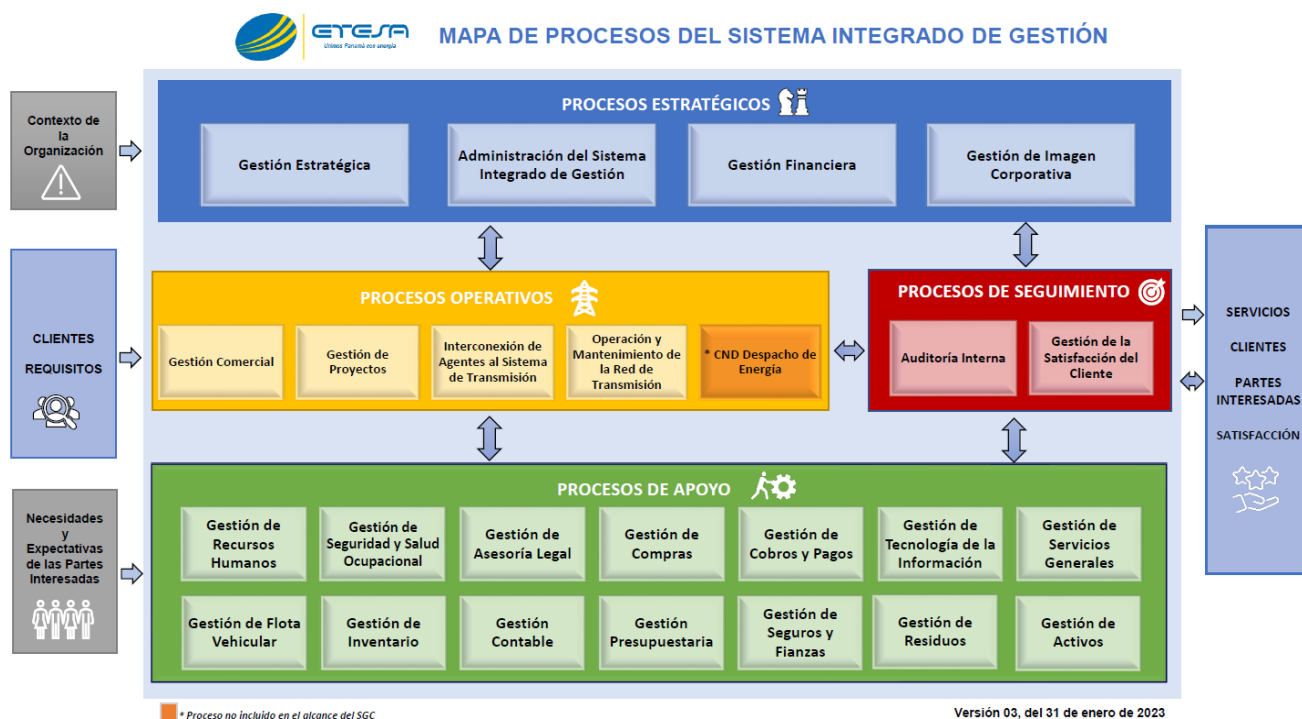 ETESA
Unimos Panamá con energía
MAPA DE PROCESOS DEL SISTEMA INTEGRADO DE GESTIÓN
Contexto de
la
Organización
PROCESOS ESTRATÉGICOS
Gestión Estratégica
Administración del Sistema
Integrado de Gestión
Gestión Financiera
Gestión de Imagen
Corporativa
CLIENTES
REQUISITOS
PROCESOS OPERATIVOS
Gestión Comercial
Gestión de
Proyectos
Interconexión de
Agentes al Sistema
de Transmisión
Operación y
Mantenimiento de
la Red de
Transmisión
* CND Despacho de
Energía
PROCESOS DE SEGUIMIENTO
Auditoría Interna
Gestión de la
Satisfacción del
Cliente
SERVICIOS
CLIENTES
PARTES
INTERESADAS
SATISFACCIÓN
Necesidades
y
Expectativas
de las Partes
Interesadas
PROCESOS DE APOYO
Gestión de
Recursos
Humanos
Gestión de
Seguridad y Salud
Ocupacional
Gestión de
Asesoría Legal
Gestión de
Compras
Gestión de
Cobros y Pagos
Gestión de
Tecnología de la
Información
Gestión de
Servicios
Generales
Gestión de Flota
Vehicular
Gestión de
Inventario
Gestión
Contable
Gestión
Presupuestaria
Gestión de
Seguros y
Fianzas
Gestión de
Residuos
Gestión de
Activos
* Proceso no incluido en el alcance del SGC
Versión 03, del 31 de enero de 2023